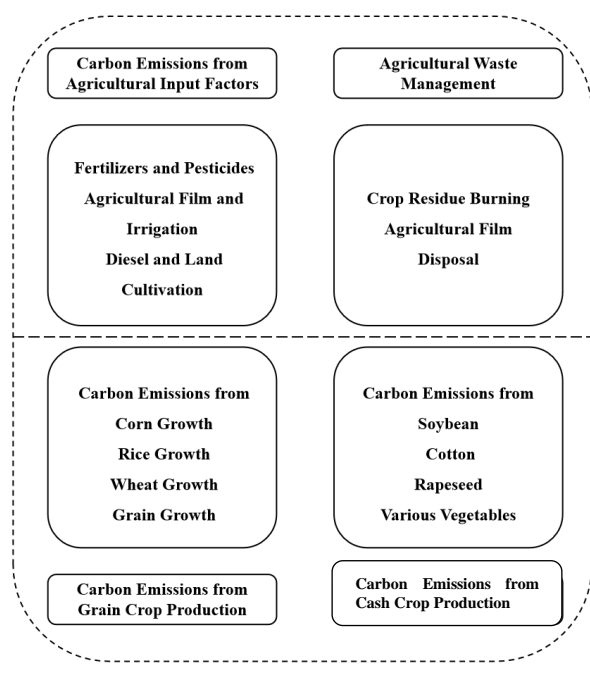 Carbon Emissions from
Agricultural Input Factors
Agricultural Waste
Management
Fertilizers and Pesticides
Agricultural Film and
Irrigation
Diesel and Land
Cultivation
Crop Residue Burning
Agricultural Film
Disposal
Carbon Emissions from
Corn Growth
Rice Growth
Wheat Growth
Grain Growth
Carbon Emissions from
Soybean
Cotton
Rapeseed
Various Vegetables
Carbon Emissions from
Grain Crop Production
Carbon Emissions from
Cash Crop Production